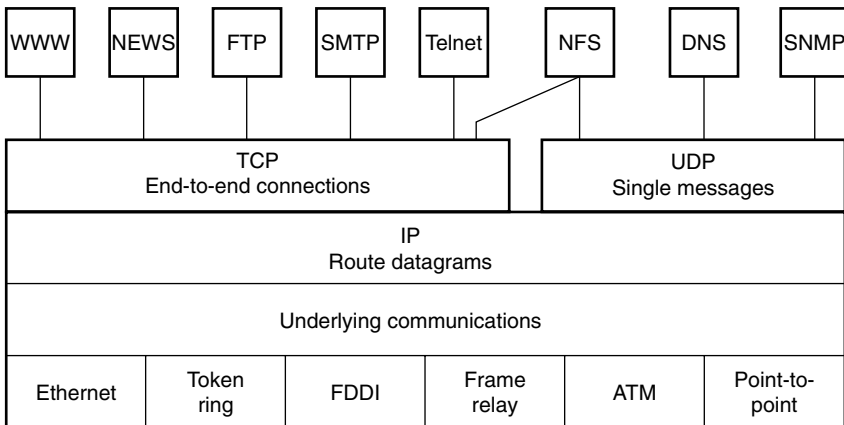 WWW
NEWS
FTP
SMTP
Telnet
NFS
DNS
SNMP
TCP
End-to-end connections
UDP
Single messages
IP
Route datagrams
Underlying communications
Ethernet
Token
ring
FDDI
Frame
relay
ATM
Point-to-
point